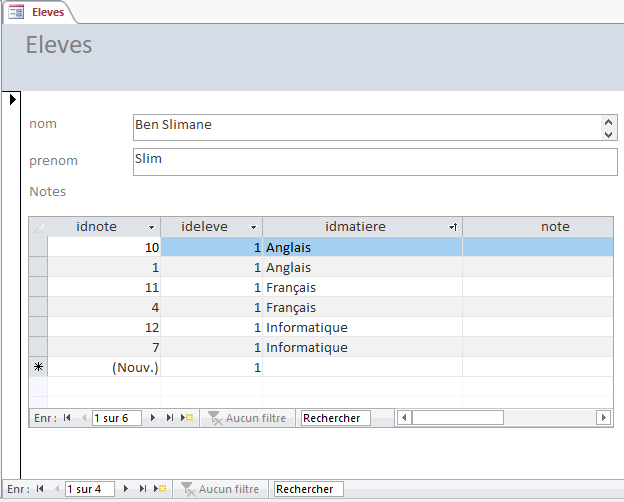 Eleves
Eleves
nom Ben Slimane
prenom Slim
Notes
idnote ideleve idmatiere note
10 1 Anglais
1 1 Anglais
11 1 Français
4 1 Français
12 1 Informatique
7 1 Informatique
(Nouv.) 1
Enr : 1 sur 6 Aucun filtre Rechercher
Enr : 1 sur 4 Aucun filtre Rechercher